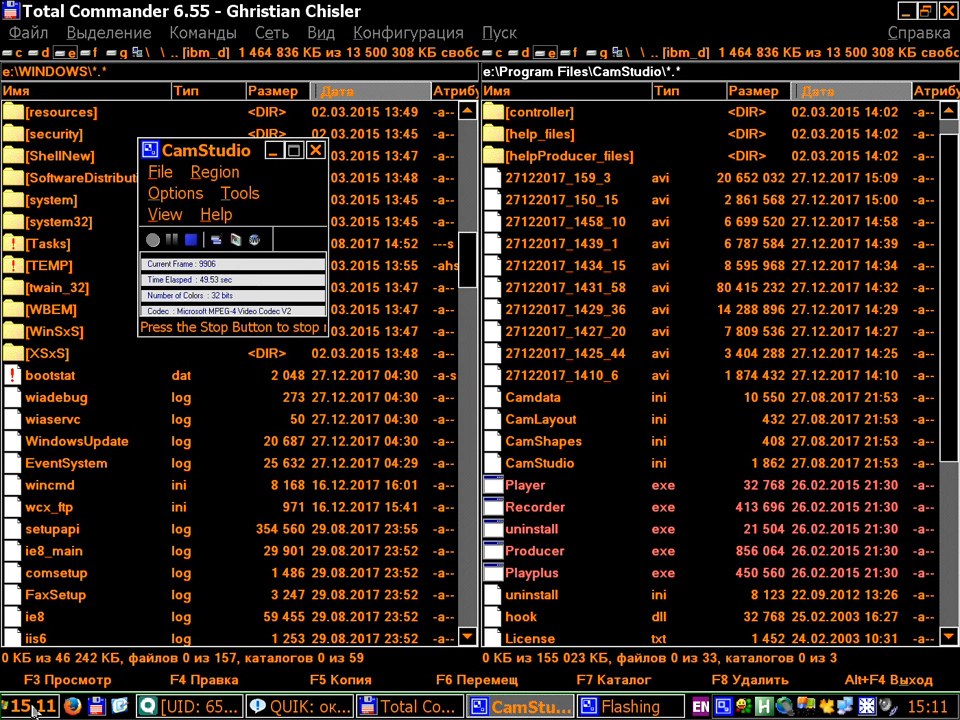 Total Commander 6.55 - Ghristian Chisler
Файл Выделение Команды Сеть Вид Конфигурация Пуск Справка
c d e f g \ .. [ibm_d] 1 464 836 КБ из 13 500 308 КБ своб
c d e f g \ .. [ibm_d] 1 464 836 КБ из 13 500 308 КБ свобс
e:\WINDOWS\*.*
e:\Program Files\CamStudio\*.*
Имя Тип Размер Дата Атрибу
Имя Тип Размер Дата Атрибу
[resources] <DIR> 02.03.2015 13:49 -a--
[security] <DIR> 02.03.2015 13:45 -a--
[ShellNew] 03.2015 13:47 -a--
[SoftwareDistribut 03.2015 13:47 -a--
[system] 03.2015 13:45 -a--
[system32] 03.2015 13:45 -a--
[Tasks] 08.2017 14:52 ---s
[TEMP] 03.2015 13:55 -ahs
[twain_32] 03.2015 13:47 -a--
[WBEM] 03.2015 13:47 -a--
[WinSxS] 03.2015 13:47 -a--
[XSxS] <DIR> 02.03.2015 13:48 -a--
bootstat dat 2 048 27.12.2017 04:30 -a-s
wiadebug log 273 27.12.2017 04:30 -a--
wiaservc log 50 27.12.2017 04:30 -a--
WindowsUpdate log 20 687 27.12.2017 04:30 -a--
EventSystem log 25 632 27.12.2017 04:29 -a--
wincmd ini 8 168 16.12.2017 16:01 -a--
wcx_ftp ini 971 16.12.2017 15:41 -a--
setupapi log 354 560 29.08.2017 23:55 -a--
ie8_main log 29 901 29.08.2017 23:52 -a--
comsetup log 1 486 29.08.2017 23:52 -a--
FaxSetup log 3 247 29.08.2017 23:52 -a--
ie8 log 59 455 29.08.2017 23:52 -a--
iis6 log 1 253 29.08.2017 23:52 -a--
CamStudio
File Region
Options Tools
View Help
Current Frame : 9906
Time Elasped : 49.53 sec
Number of Colors : 32 bits
Codec : Microsoft MPEG-4 Video Codec V2
Press the Stop Button to stop r
[controller] <DIR> 02.03.2015 14:02 -a--
[help_files] <DIR> 02.03.2015 14:02 -a--
[helpProducer_files] <DIR> 02.03.2015 14:02 -a--
27122017_159_3 avi 20 652 032 27.12.2017 15:09 -a--
27122017_150_15 avi 2 861 568 27.12.2017 15:00 -a--
27122017_1458_10 avi 6 699 520 27.12.2017 14:58 -a--
27122017_1439_1 avi 6 787 584 27.12.2017 14:39 -a--
27122017_1434_15 avi 8 595 968 27.12.2017 14:34 -a--
27122017_1431_58 avi 80 415 232 27.12.2017 14:32 -a--
27122017_1429_36 avi 14 288 896 27.12.2017 14:30 -a--
27122017_1427_20 avi 7 809 536 27.12.2017 14:27 -a--
27122017_1425_44 avi 3 404 288 27.12.2017 14:25 -a--
27122017_1410_6 avi 1 874 432 27.12.2017 14:10 -a--
Camdata ini 10 550 27.08.2017 21:53 -a--
CamLayout ini 432 27.08.2017 21:53 -a--
CamShapes ini 408 27.08.2017 21:53 -a--
CamStudio ini 1 862 27.08.2017 21:53 -a--
Player exe 32 768 26.02.2015 21:30 -a--
Recorder exe 413 696 26.02.2015 21:30 -a--
uninstall exe 21 504 26.02.2015 21:30 -a--
Producer exe 856 064 26.02.2015 21:30 -a--
Playplus exe 450 560 26.02.2015 21:30 -a--
uninstall ini 8 123 22.09.2012 13:26 -a--
hook dll 32 768 25.02.2003 16:27 -a--
License txt 1 452 24.02.2003 10:31 -a--
0 КБ из 46 242 КБ, файлов 0 из 157, каталогов 0 из 59
0 КБ из 155 023 КБ, файлов 0 из 33, каталогов 0 из 3
F3 Просмотр F4 Правка F5 Копия F6 Перемещ F7 Каталог F8 Удалить Alt+F4 Выход
15:11 [UID: 65... QUIK: ок... Total Co... CamStu... Flashing EN 15:11